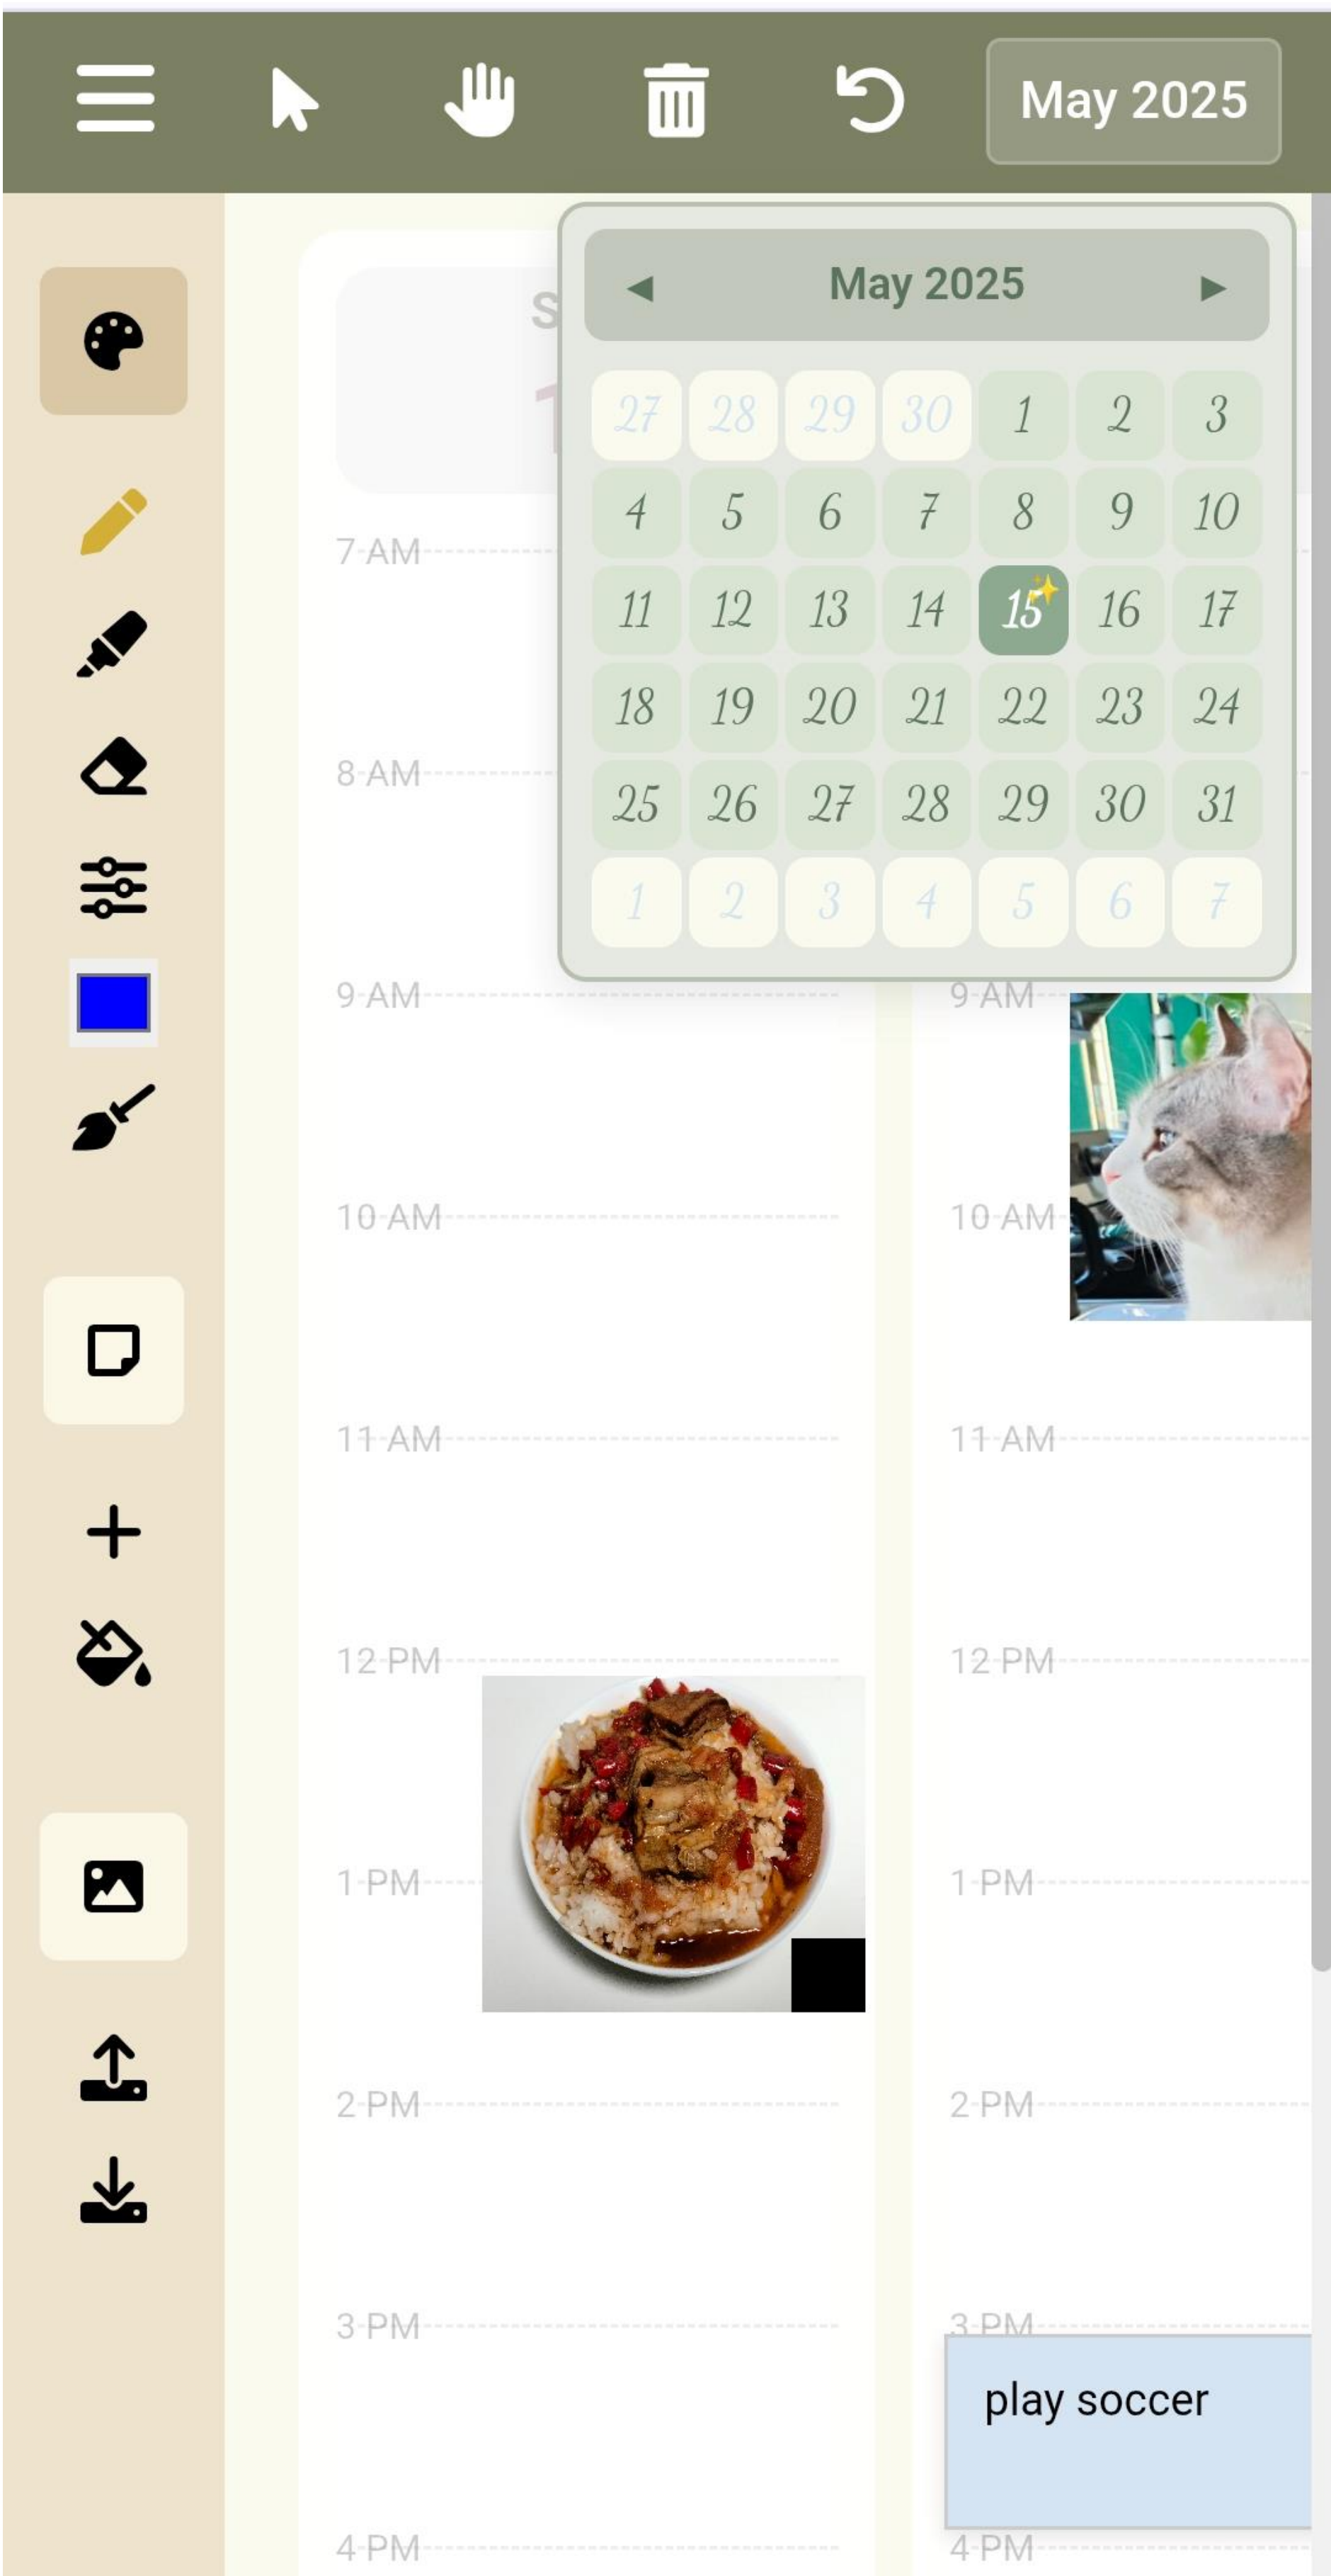 May 2025
◀ May 2025 ▶
27 28 29 30 1 2 3
4 5 6 7 8 9 10
11 12 13 14 15 16 17
18 19 20 21 22 23 24
25 26 27 28 29 30 31
1 2 3 4 5 6 7
7 AM
8 AM
9 AM 9 AM
10 AM 10 AM
11 AM 11 AM
12 PM 12 PM
1 PM 1 PM
2 PM 2 PM
3 PM 3 PM
play soccer
4 PM 4 PM